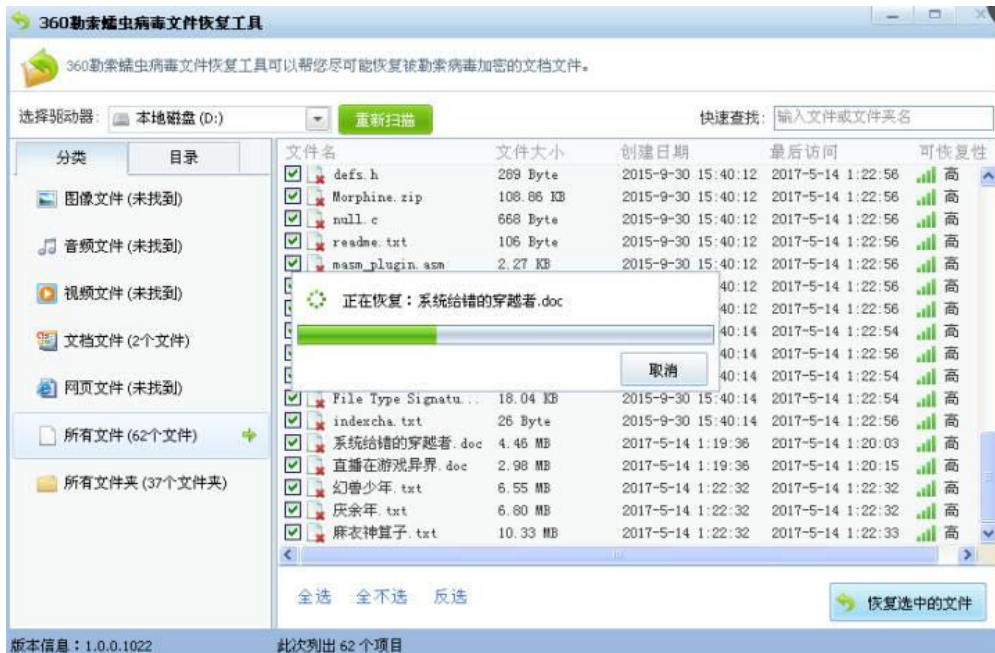 360勒索蠕虫病毒文件恢复工具
360勒索蠕虫病毒文件恢复工具可以帮您尽可能恢复被勒索病毒加密的文档文件。
选择驱动器: 本地磁盘 (D:) 重新扫描 快速查找: 输入文件或文件夹名
分类 目录
文件名 文件大小 创建日期 最后访问 可恢复性
defs.h 289 Byte 2015-9-30 15:40:12 2017-5-14 1:22:56 高
Morphine.zip 108.86 KB 2015-9-30 15:40:12 2017-5-14 1:22:56 高
null.c 668 Byte 2015-9-30 15:40:12 2017-5-14 1:22:56 高
readme.txt 106 Byte 2015-9-30 15:40:12 2017-5-14 1:22:56 高
masm_plugin.asm 2.27 KB 2015-9-30 15:40:12 2017-5-14 1:22:56 高
40:12 2017-5-14 1:22:56 高
40:12 2017-5-14 1:22:56 高
40:14 2017-5-14 1:22:54 高
40:14 2017-5-14 1:22:56 高
40:14 2017-5-14 1:22:54 高
File Type Signatu... 18.04 KB 2015-9-30 15:40:14 2017-5-14 1:22:54 高
indexcha.txt 26 Byte 2015-9-30 15:40:14 2017-5-14 1:22:56 高
系统给错的穿越者.doc 4.46 MB 2017-5-14 1:19:36 2017-5-14 1:20:03 高
直播在游戏异界.doc 2.98 MB 2017-5-14 1:19:36 2017-5-14 1:20:15 高
幻兽少年.txt 6.55 MB 2017-5-14 1:22:32 2017-5-14 1:22:32 高
庆余年.txt 6.80 MB 2017-5-14 1:22:32 2017-5-14 1:22:32 高
麻衣神算子.txt 10.33 MB 2017-5-14 1:22:32 2017-5-14 1:22:33 高
正在恢复：系统给错的穿越者.doc
取消
图像文件 (未找到)
音频文件 (未找到)
视频文件 (未找到)
文档文件 (2个文件)
网页文件 (未找到)
所有文件 (62个文件)
所有文件夹 (37个文件夹)
全选 全不选 反选
恢复选中的文件
版本信息：1.0.0.1022 此次列出 62 个项目